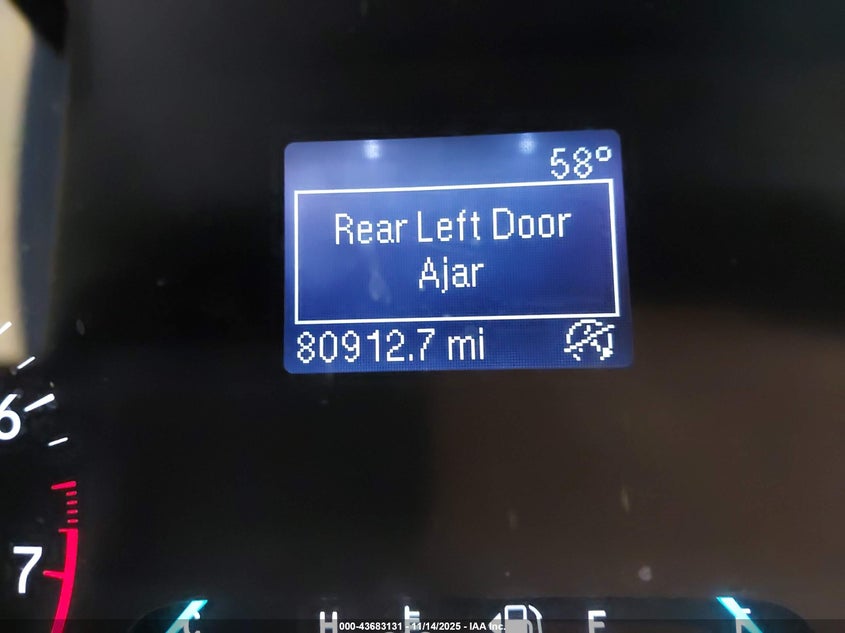 58°
Rear Left Door
Ajar
80912.7 mi
6
7
C H E F E
000-43683131 - 11/14/2025 - IAA Inc.